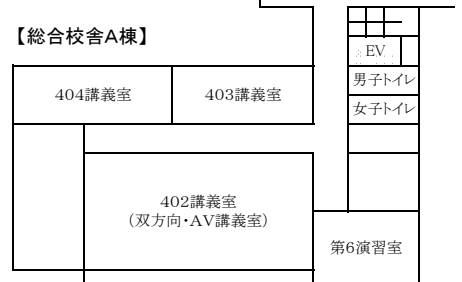 【総合校舎A棟】
EV
男子トイレ
404講義室
403講義室
女子トイレ
402講義室
(双方向・AV講義室)
第6演習室